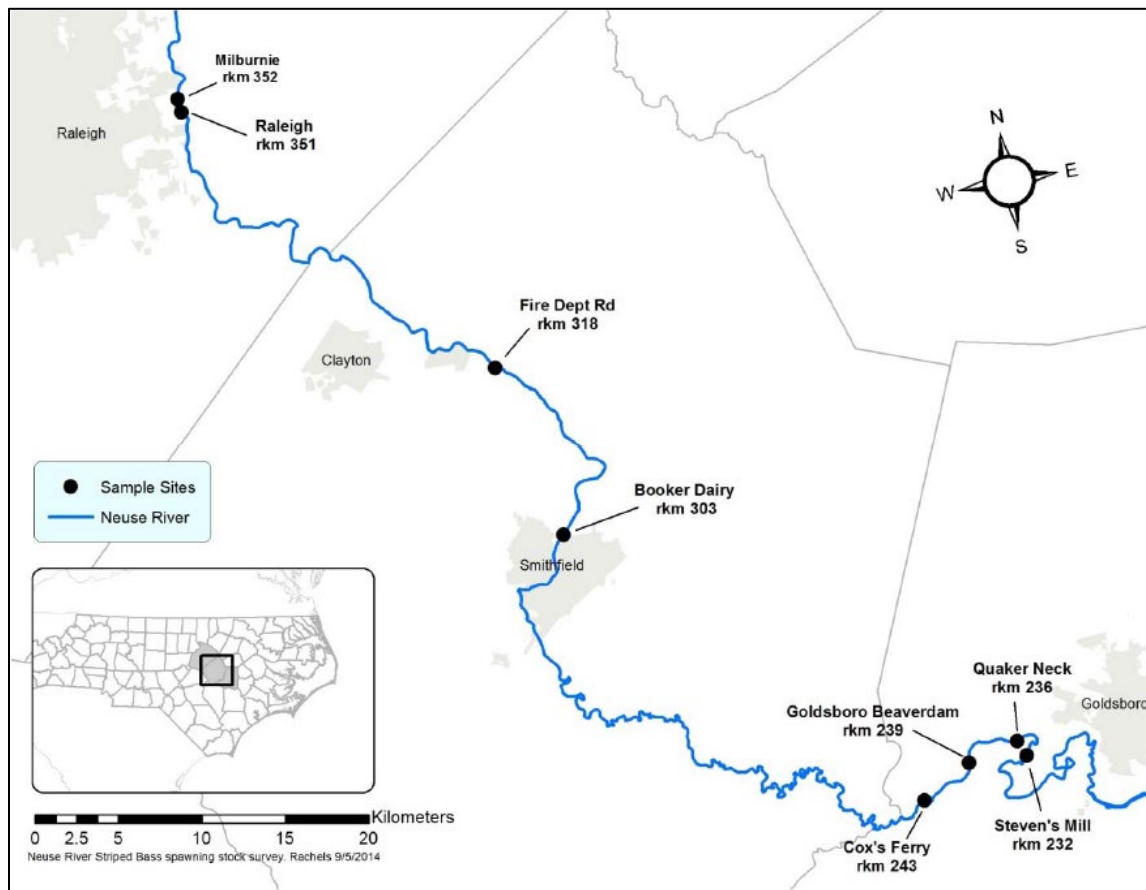 Milburnie
rkm 352
Raleigh
Raleigh
rkm 351
N
W
E
S
Fire Dept Rd
rkm 318
Clayton
Booker Dairy
rkm 303
Sample Sites
Neuse River
Smithfield
Quaker Neck
rkm 236
Goldsboro
Goldsboro Beaverdam
rkm 239
Steven's Mill
rkm 232
Cox's Ferry
rkm 243
Kilometers
0 2.5 5 10 15 20
Neuse River Striped Bass spawning stock survey. Rachels 9/5/2014